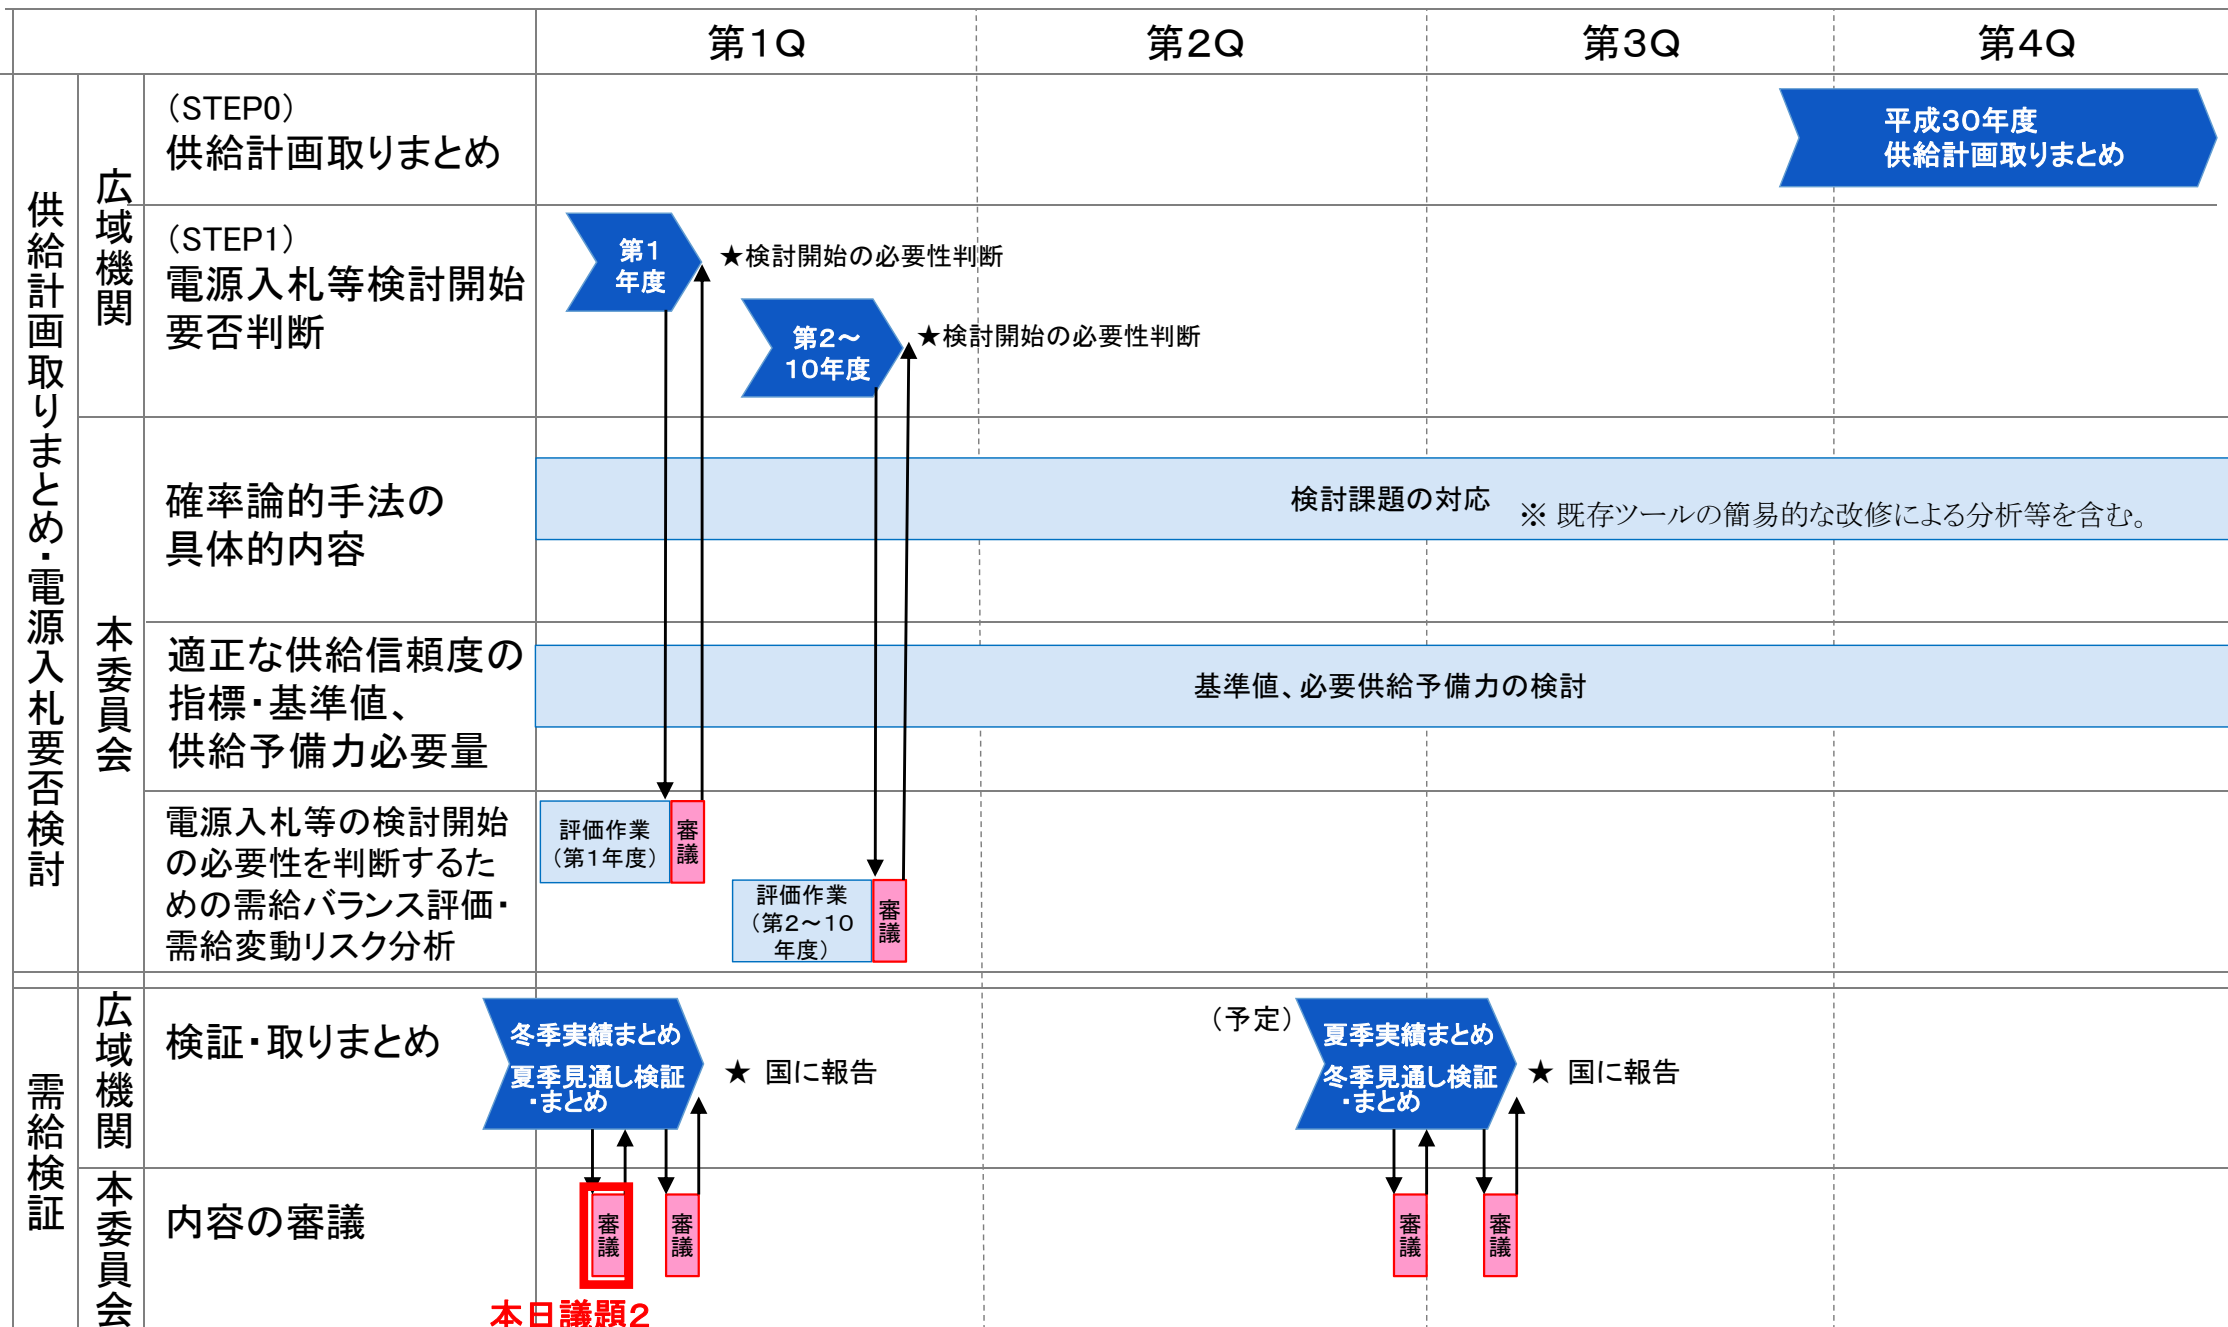 第1Q
第2Q
第3Q
第4Q
供給計画取りまとめ・電源入札要否検討
広域機関
(STEP0)
供給計画取りまとめ
平成30年度
供給計画取りまとめ
(STEP1)
電源入札等検討開始
要否判断
第1
年度
★検討開始の必要性判断
第2~
10年度
★検討開始の必要性判断
本委員会
確率論的手法の
具体的内容
検討課題の対応
※ 既存ツールの簡易的な改修による分析等を含む。
適正な供給信頼度の
指標・基準値、
供給予備力必要量
基準値、必要供給予備力の検討
電源入札等の検討開始
の必要性を判断するた
めの需給バランス評価・
需給変動リスク分析
評価作業
(第1年度)
審議
評価作業
(第2~10
年度)
審議
需給検証
広域機関
検証・取りまとめ
冬季実績まとめ
夏季見通し検証
・まとめ
★ 国に報告
(予定)
夏季実績まとめ
冬季見通し検証
・まとめ
★ 国に報告
本委員会
内容の審議
審議
審議
審議
審議
本日議題2